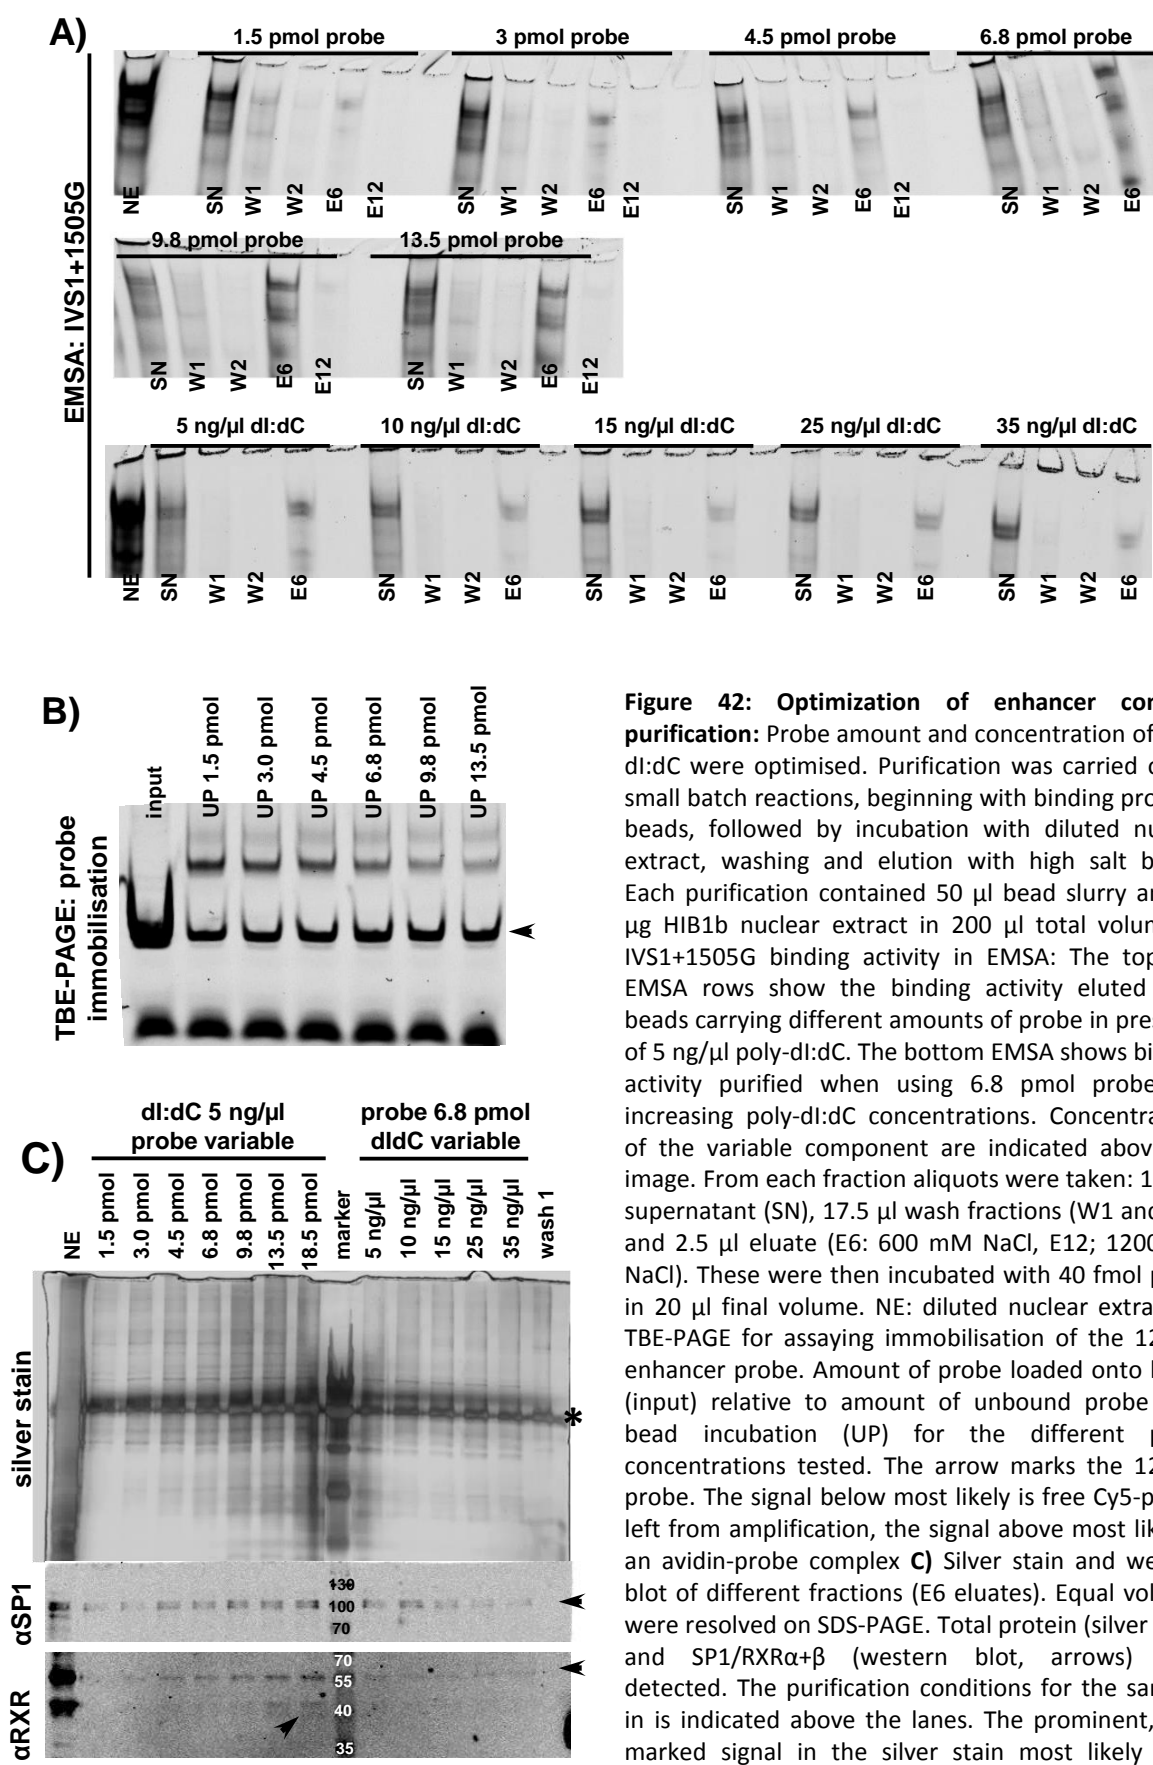 A)
1.5 pmol probe
3 pmol probe
4.5 pmol probe
6.8 pmol probe
EMSA: IVS1+1505G
NE
SN
W1
W2
E6
E12
SN
W1
W2
E6
E12
SN
W1
W2
E6
E12
SN
W1
W2
E6
9.8 pmol probe
13.5 pmol probe
SN
W1
W2
E6
E12
SN
W1
W2
E6
E12
5 ng/µl dI:dC
10 ng/µl dI:dC
15 ng/µl dI:dC
25 ng/µl dI:dC
35 ng/µl dI:dC
NE
SN
W1
W2
E6
SN
W1
W2
E6
SN
W1
W2
E6
SN
W1
W2
E6
SN
W1
W2
E6
B)
TBE-PAGE: probe
immobilisation
input
UP 1.5 pmol
UP 3.0 pmol
UP 4.5 pmol
UP 6.8 pmol
UP 9.8 pmol
UP 13.5 pmol
C)
dI:dC 5 ng/µl
probe variable
probe 6.8 pmol
dIdC variable
NE
1.5 pmol
3.0 pmol
4.5 pmol
6.8 pmol
9.8 pmol
13.5 pmol
18.5 pmol
marker
5 ng/µl
10 ng/µl
15 ng/µl
25 ng/µl
35 ng/µl
wash 1
silver stain
*
αSP1
130
100
70
αRXR
70
55
40
35
Figure 42: Optimization of enhancer con
purification: Probe amount and concentration of
dI:dC were optimised. Purification was carried o
small batch reactions, beginning with binding pro
beads, followed by incubation with diluted nu
extract, washing and elution with high salt b
Each purification contained 50 µl bead slurry an
µg HIB1b nuclear extract in 200 µl total volun
IVS1+1505G binding activity in EMSA: The top
EMSA rows show the binding activity eluted
beads carrying different amounts of probe in pres
of 5 ng/µl poly-dI:dC. The bottom EMSA shows bi
activity purified when using 6.8 pmol probe
increasing poly-dI:dC concentrations. Concentra
of the variable component are indicated above
image. From each fraction aliquots were taken: 1
supernatant (SN), 17.5 µl wash fractions (W1 and
and 2.5 µl eluate (E6: 600 mM NaCl, E12; 1200
NaCl). These were then incubated with 40 fmol p
in 20 µl final volume. NE: diluted nuclear extra
TBE-PAGE for assaying immobilisation of the 12
enhancer probe. Amount of probe loaded onto b
(input) relative to amount of unbound probe
bead incubation (UP) for the different p
concentrations tested. The arrow marks the 12
probe. The signal below most likely is free Cy5-p
left from amplification, the signal above most lik
an avidin-probe complex C) Silver stain and we
blot of different fractions (E6 eluates). Equal vol
were resolved on SDS-PAGE. Total protein (silver
and SP1/RXRα+β (western blot, arrows)
detected. The purification conditions for the sar
in is indicated above the lanes. The prominent,
marked signal in the silver stain most likely